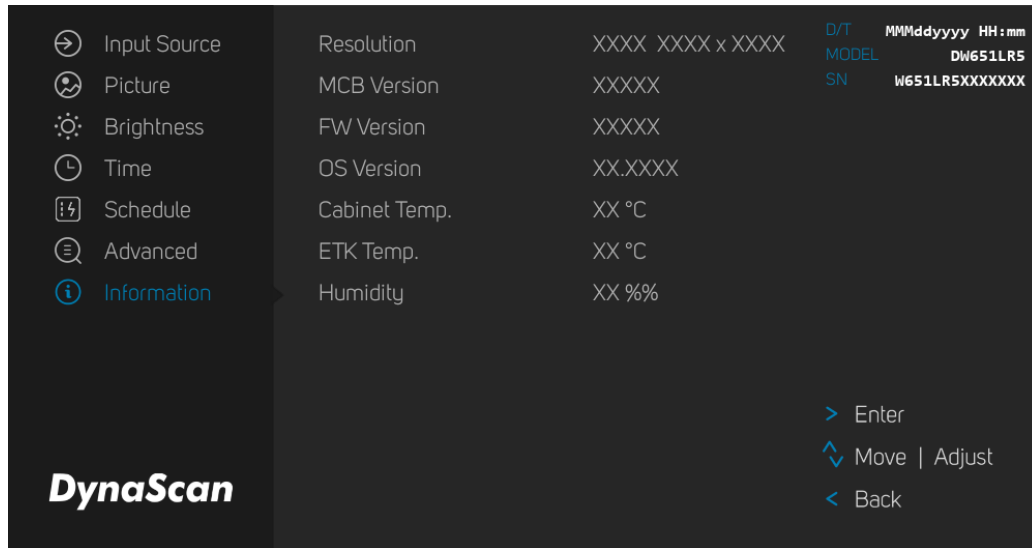 Input Source
Picture
Brightness
Time
Schedule
Advanced
Information
DynaScan
Resolution XXXX XXXX x XXXX
MCB Version XXXXX
FW Version XXXXX
OS Version XX.XXXX
Cabinet Temp. XX °C
ETK Temp. XX °C
Humidity XX %%
D/T MMMddyyyy HH:mm
MODEL DW651LR5
SN W651LR5XXXXXXX
> Enter
Move | Adjust
< Back